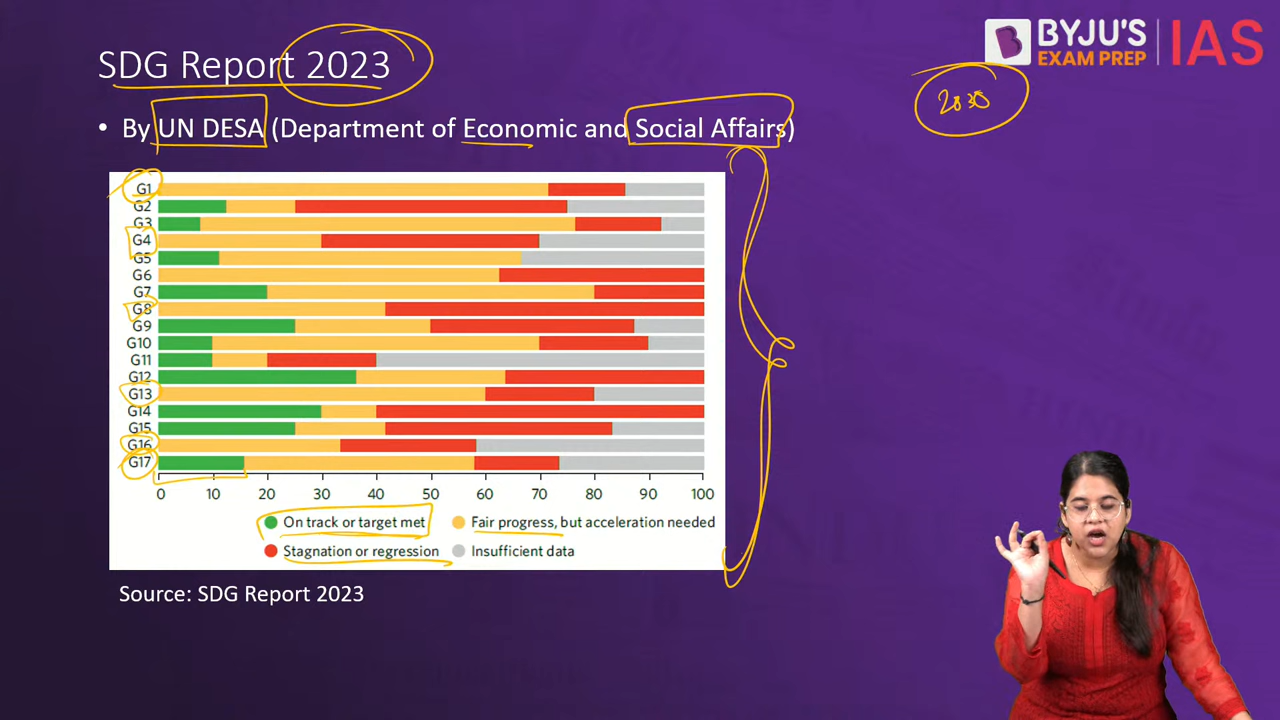 SDG Report 2023
BYJU'S
EXAM PREP
IAS
2030
• By UN DESA (Department of Economic and Social Affairs)
G1
G2
G3
G4
G5
G6
G7
G8
G9
G10
G11
G12
G13
G14
G15
G16
G17
0 10 20 30 40 50 60 70 80 90 100
On track or target met
Fair progress, but acceleration needed
Stagnation or regression
Insufficient data
Source: SDG Report 2023